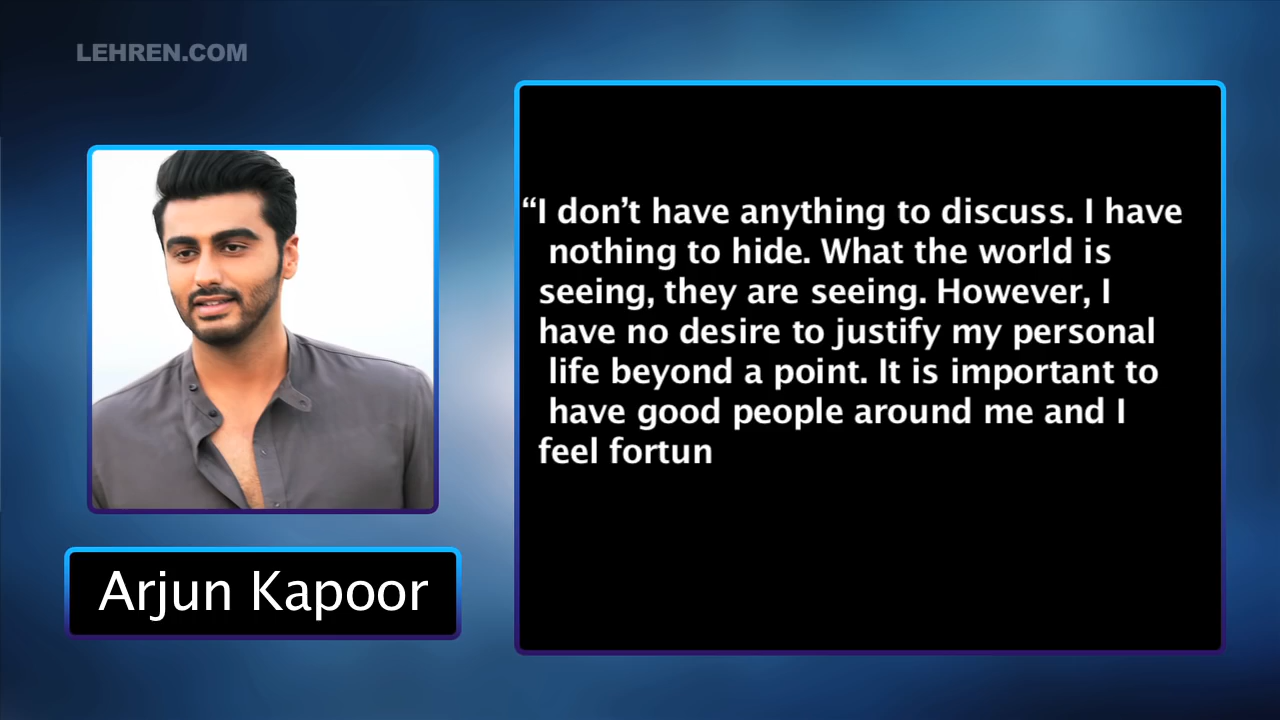 LEHREN.COM
“I don’t have anything to discuss. I have
nothing to hide. What the world is
seeing, they are seeing. However, I
have no desire to justify my personal
life beyond a point. It is important to
have good people around me and I
feel fortun
Arjun Kapoor